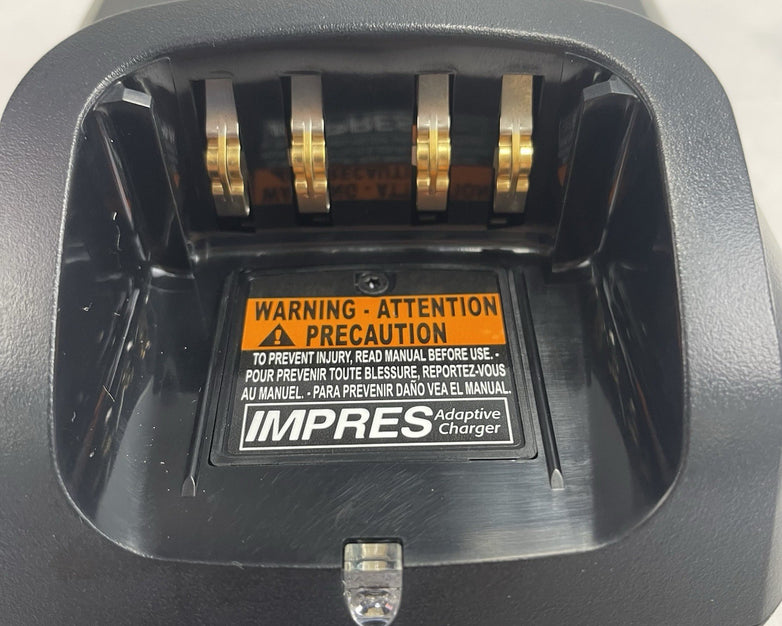 WARNING - ATTENTION
PRECAUTION
TO PREVENT INJURY, READ MANUAL BEFORE USE. -
POUR PREVENIR TOUTE BLESSURE, REPORTEZ-VOUS
AU MANUEL. - PARA PREVENIR DAÑO VEA EL MANUAL.
IMPRES Adaptive
Charger